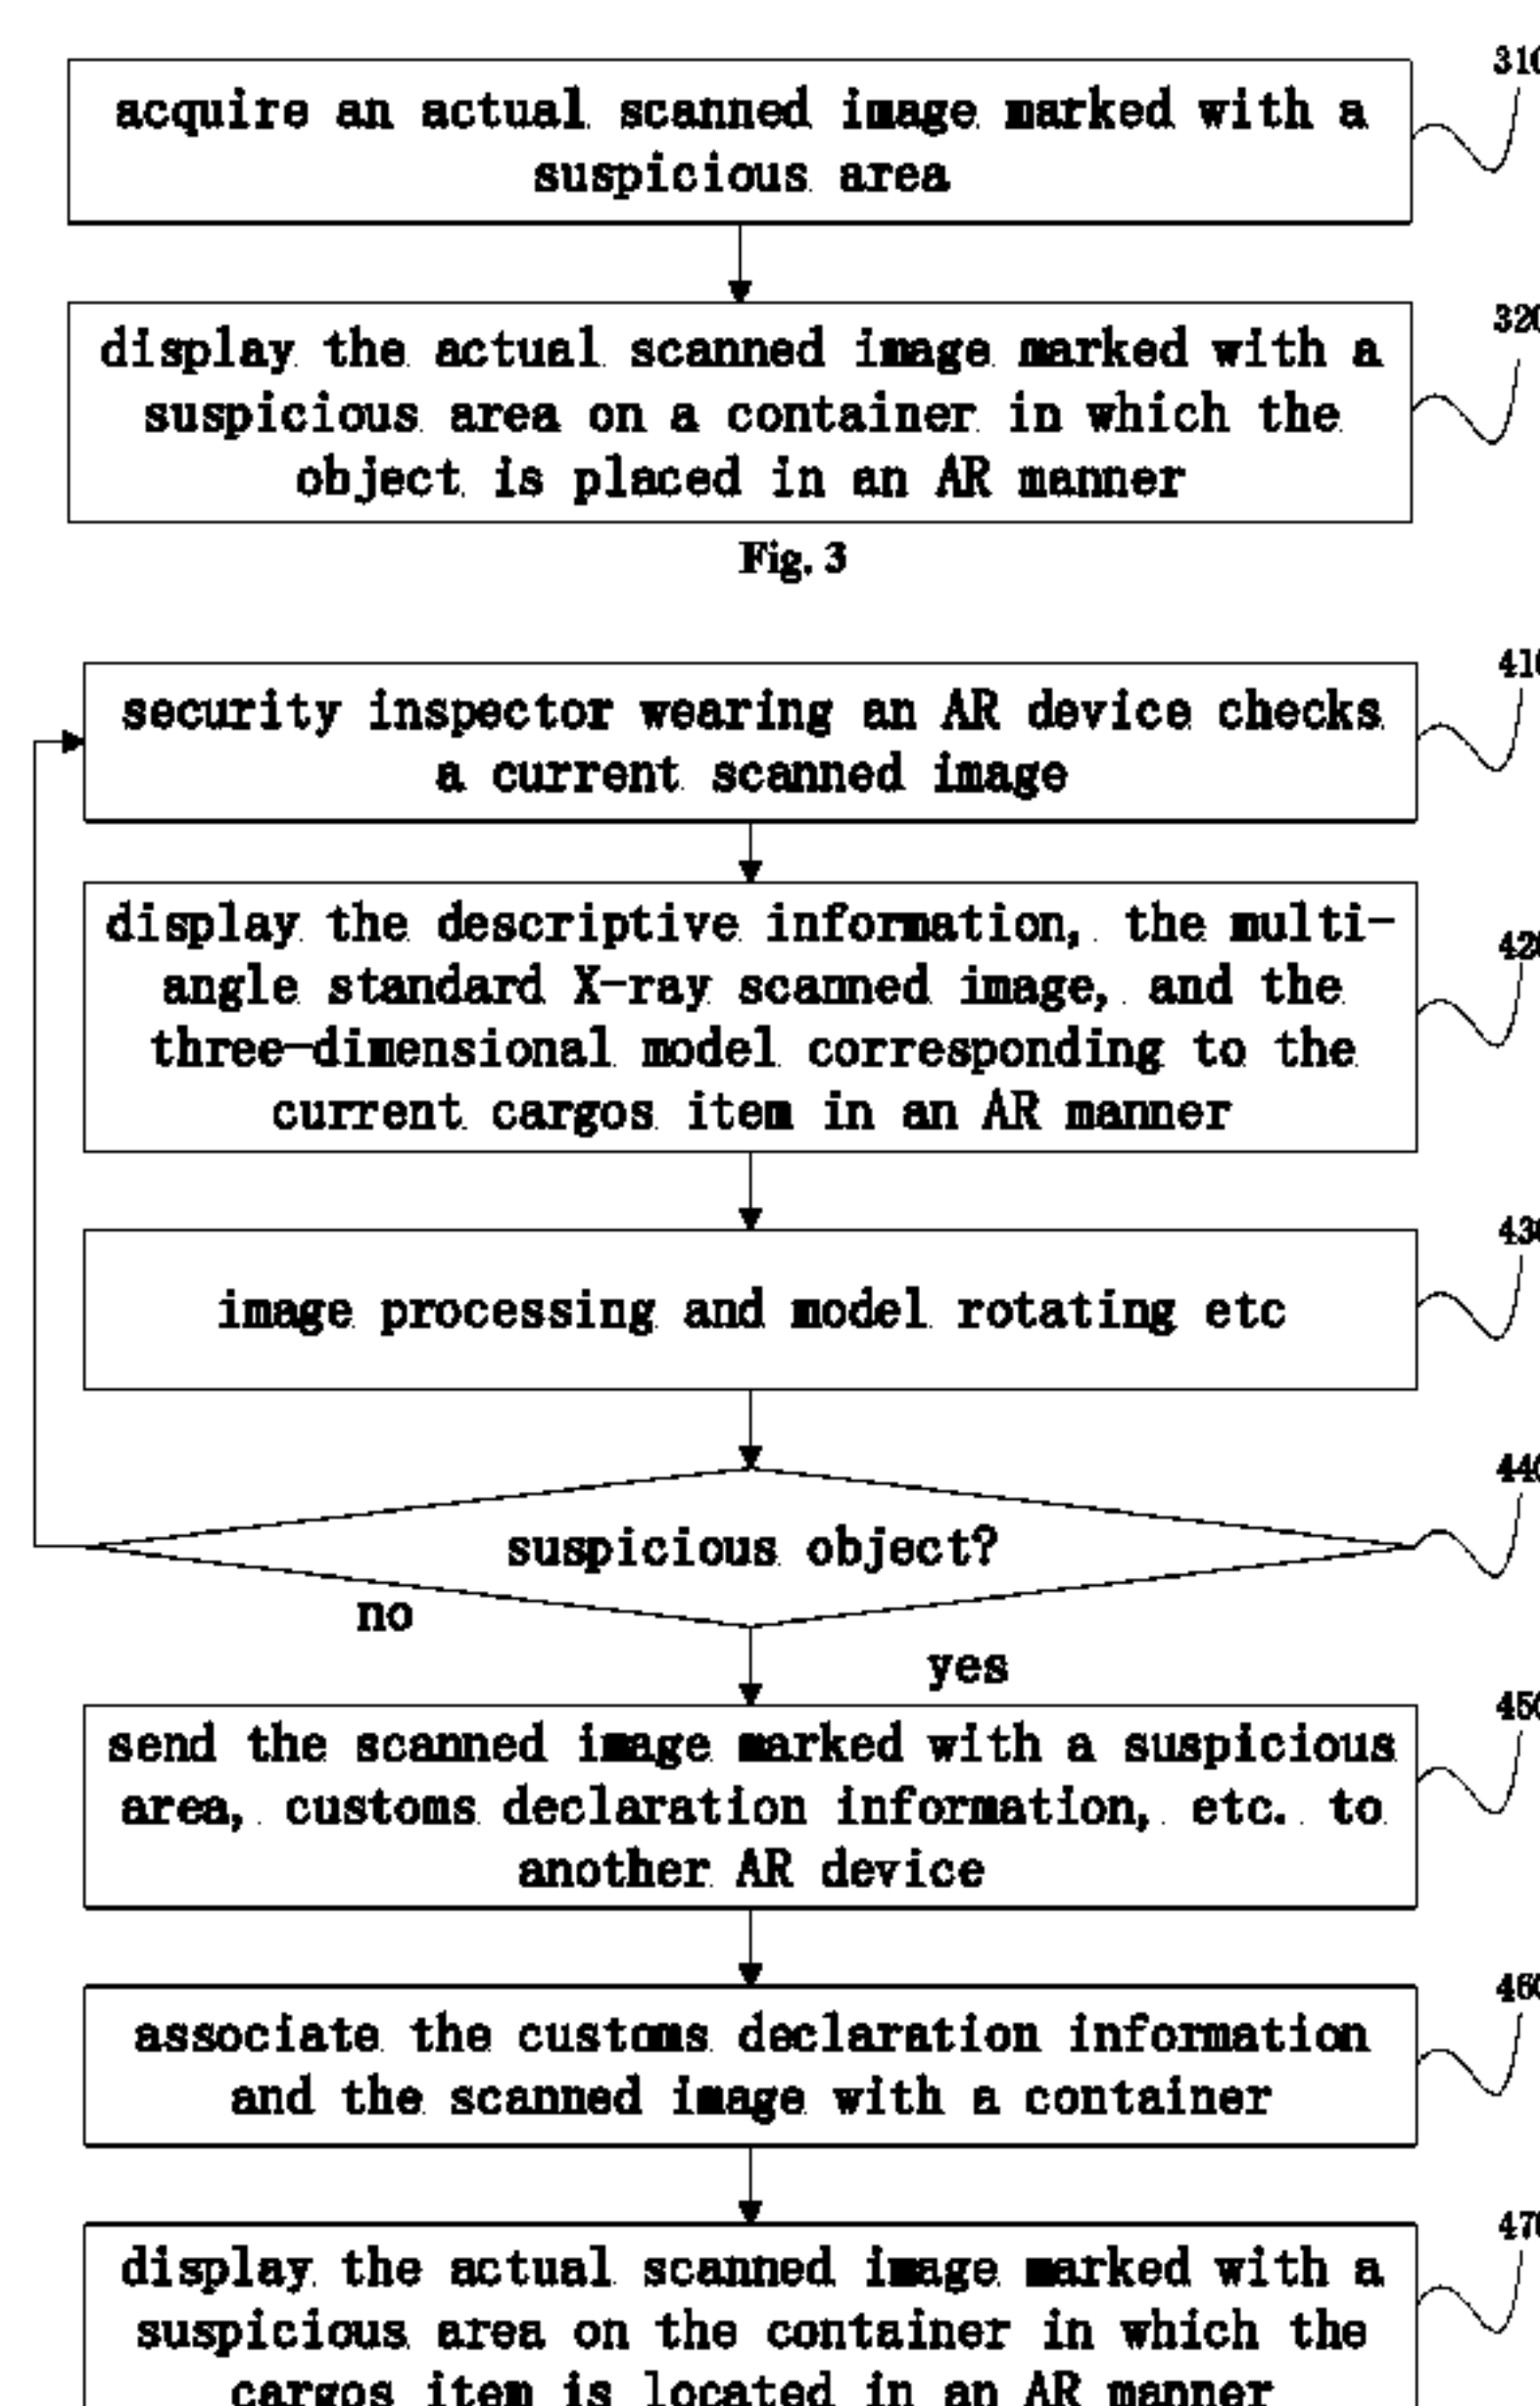 310
acquire an actual scanned image marked with a
suspicious area
320
display the actual scanned image marked with a
suspicious area on a container in which the
object is placed in an AR manner
Fig. 3
410
security inspector wearing an AR device checks
a current scanned image
420
display the descriptive information, the multi-
angle standard X-ray scanned image, and the
three-dimensional model corresponding to the
current cargos item in an AR manner
430
image processing and model rotating etc
440
suspicious object?
no
yes
450
send the scanned image marked with a suspicious
area, customs declaration information, etc. to
another AR device
460
associate the customs declaration information
and the scanned image with a container
470
display the actual scanned image marked with a
suspicious area on the container in which the
cargos item is located in an AR manner